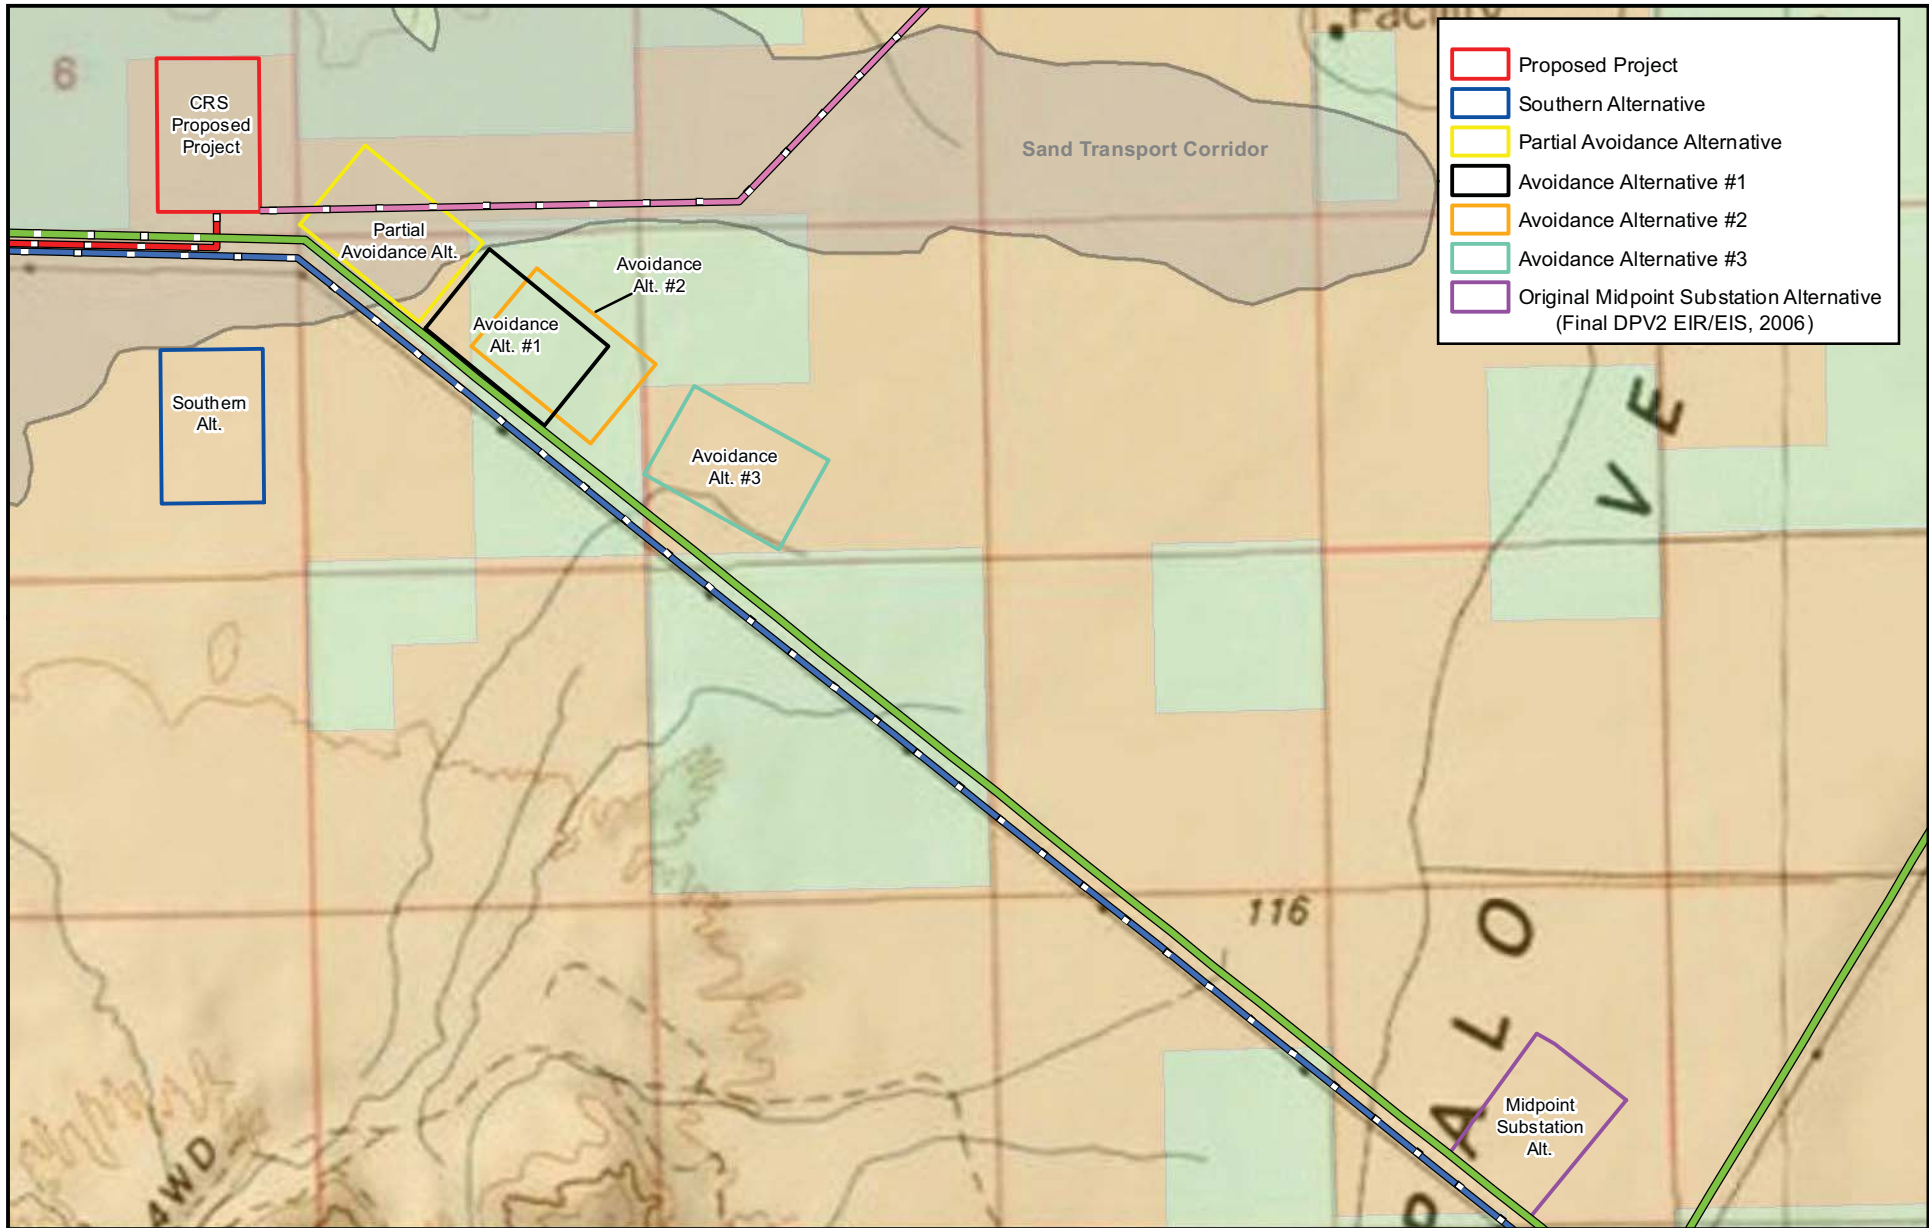 Facility
6
CRS
Proposed
Project
Sand Transport Corridor
Partial
Avoidance Alt.
Avoidance
Alt. #2
Avoidance
Alt. #1
Southern
Alt.
Avoidance
Alt. #3
Proposed Project
Southern Alternative
Partial Avoidance Alternative
Avoidance Alternative #1
Avoidance Alternative #2
Avoidance Alternative #3
Original Midpoint Substation Alternative
(Final DPV2 EIR/EIS, 2006)
116
P A L O V E
Midpoint
Substation
Alt.
4WD